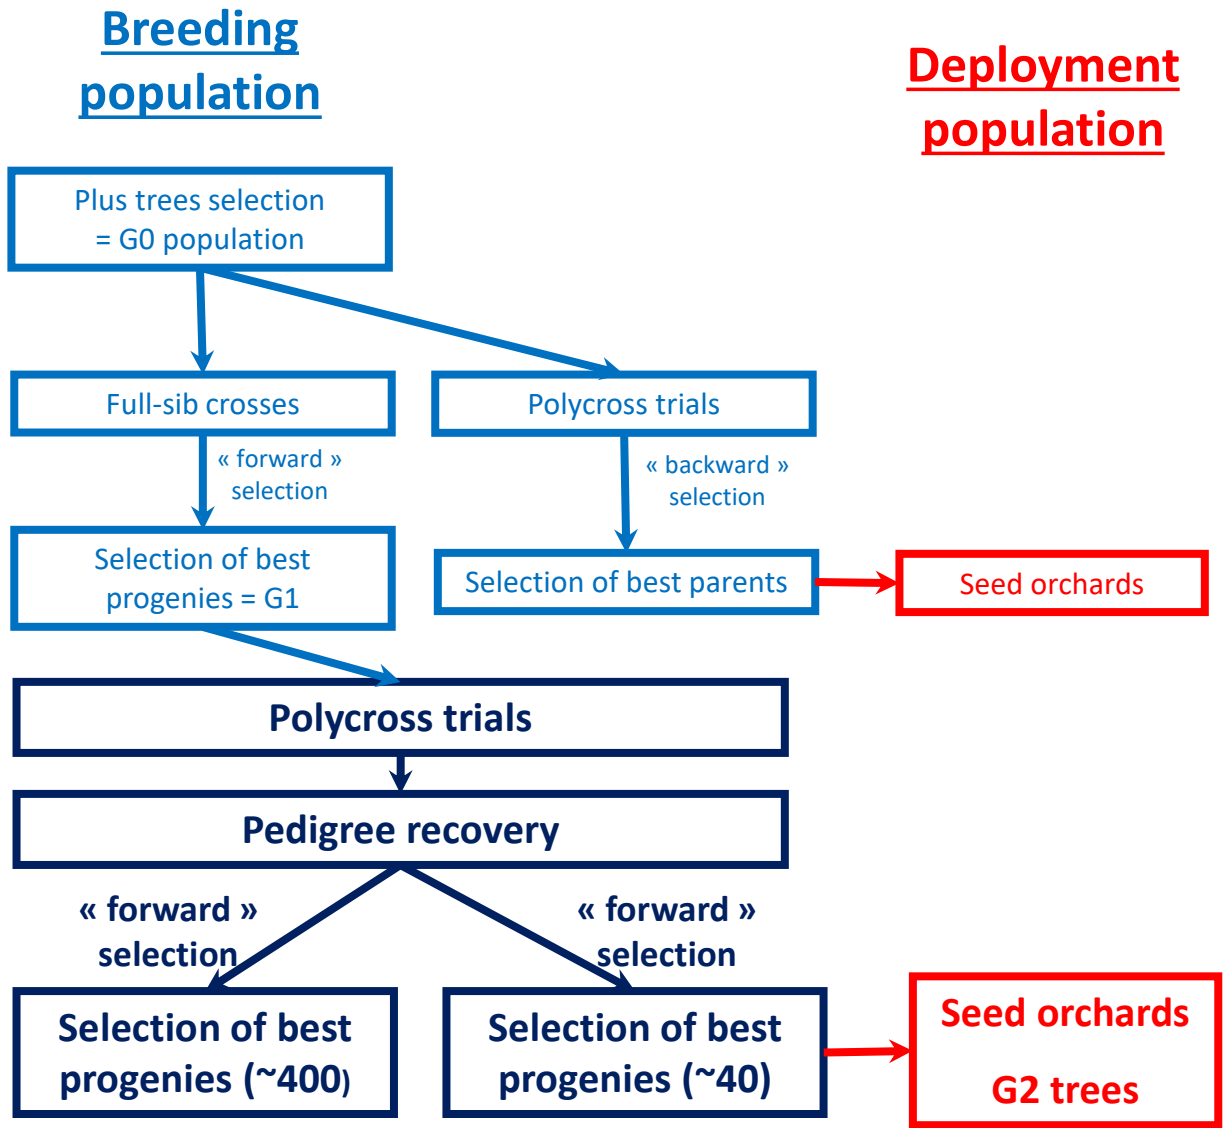 Breeding
population
Deployment
population
Plus trees selection
= G0 population
Full-sib crosses
Polycross trials
« forward »
selection
« backward »
selection
Selection of best
progenies = G1
Selection of best parents
Seed orchards
Polycross trials
Pedigree recovery
« forward »
selection
« forward »
selection
Selection of best
progenies (~400)
Selection of best
progenies (~40)
Seed orchards
G2 trees